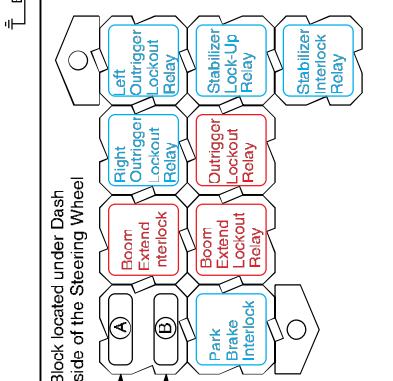 Left
Outrigger
Lockout
Relay
Stabilizer
Lock-Up
Relay
Stabilizer
Interlock
Relay
Right
Outrigger
Lockout
Relay
Outrigger
Lockout
Relay
Boom
Extend
nterlock
Boom
Extend
Lockout
Relay
A
B
Park
Brake
Interlock
Block located under Dash
side of the Steering Wheel